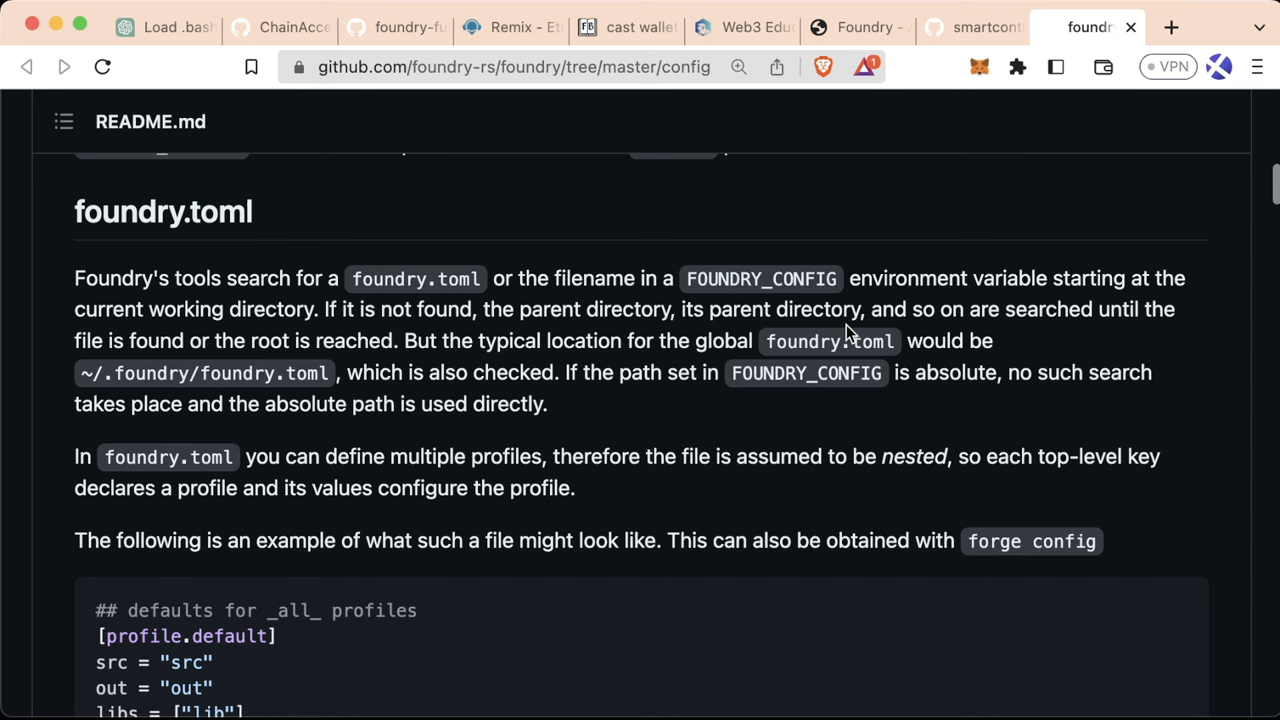 Load .bash
ChainAcce
foundry-fu
Remix - Et
cast wallet
Web3 Edu
Foundry -
smartcont
foundr
github.com/foundry-rs/foundry/tree/master/config
1
VPN
README.md
foundry.toml
Foundry's tools search for a foundry.toml or the filename in a FOUNDRY_CONFIG environment variable starting at the
current working directory. If it is not found, the parent directory, its parent directory, and so on are searched until the
file is found or the root is reached. But the typical location for the global foundry.toml would be
~/.foundry/foundry.toml, which is also checked. If the path set in FOUNDRY_CONFIG is absolute, no such search
takes place and the absolute path is used directly.
In foundry.toml you can define multiple profiles, therefore the file is assumed to be nested, so each top-level key
declares a profile and its values configure the profile.
The following is an example of what such a file might look like. This can also be obtained with forge config
## defaults for _all_ profiles
[profile.default]
src = "src"
out = "out"
libs = ["lib"]